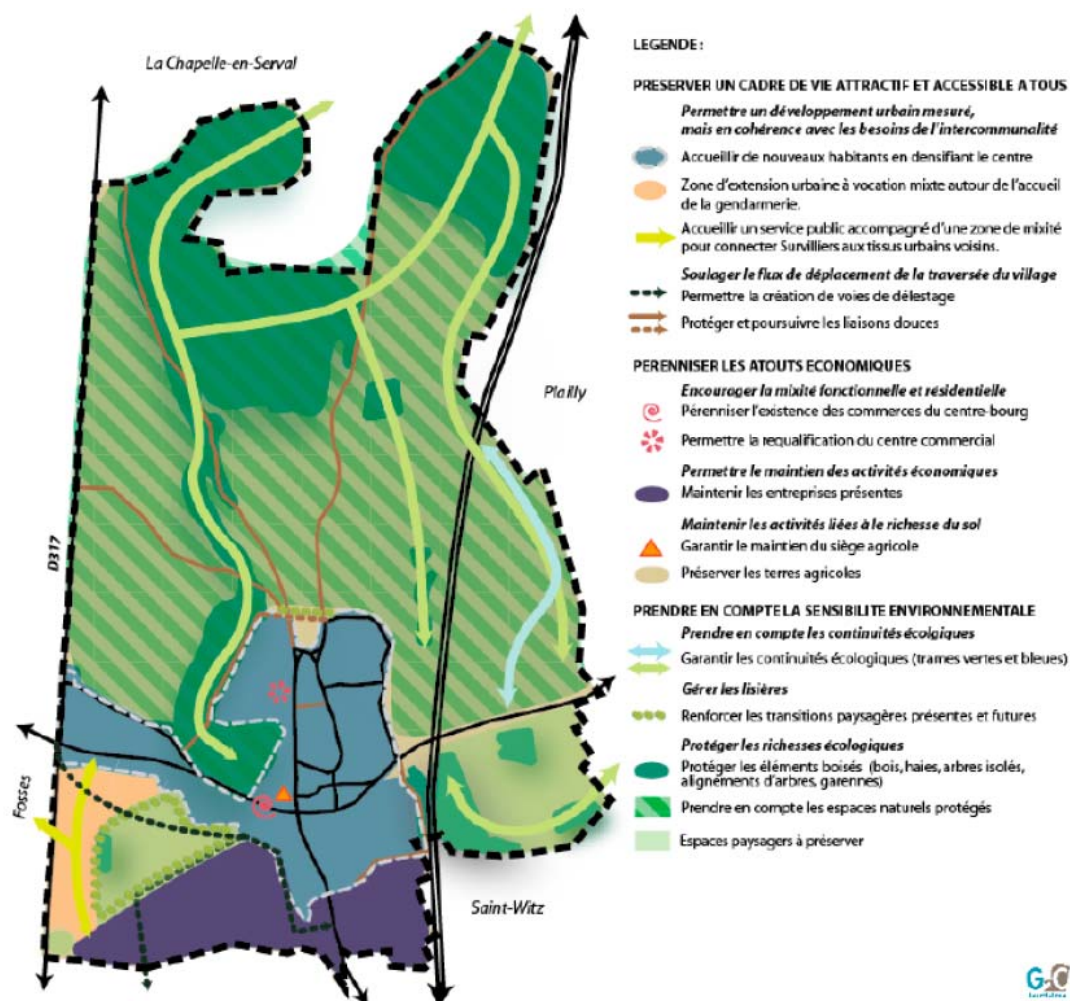 La Chapelle-en-Serval
D317
Fosses
Plailly
Saint-Witz
LEGENDE :
PRESERVER UN CADRE DE VIE ATTRACTIF ET ACCESSIBLE A TOUS
Permettre un développement urbain mesuré,
mais en cohérence avec les besoins de l'intercommunalité
Accueillir de nouveaux habitants en densifiant le centre
Zone d'extension urbaine à vocation mixte autour de l'accueil
de la gendarmerie.
Accueillir un service public accompagné d'une zone de mixité
pour connecter Survilliers aux tissus urbains voisins.
Soulager le flux de déplacement de la traversée du village
Permettre la création de voies de délestage
Protéger et poursuivre les liaisons douces
PERENNISER LES ATOUTS ECONOMIQUES
Encourager la mixité fonctionnelle et résidentielle
Pérenniser l'existence des commerces du centre-bourg
Permettre la requalification du centre commercial
Permettre le maintien des activités économiques
Maintenir les entreprises présentes
Maintenir les activités liées à la richesse du sol
Garantir le maintien du siège agricole
Préserver les terres agricoles
PRENDRE EN COMPTE LA SENSIBILITE ENVIRONNEMENTALE
Prendre en compte les continuités écolgiques
Garantir les continuités écologiques (trames vertes et bleues)
Gérer les lisières
Renforcer les transitions paysagères présentes et futures
Protéger les richesses écologiques
Protéger les éléments boisés (bois, haies, arbres isolés,
alignements d'arbres, garennes)
Prendre en compte les espaces naturels protégés
Espaces paysagers à préserver
G2C